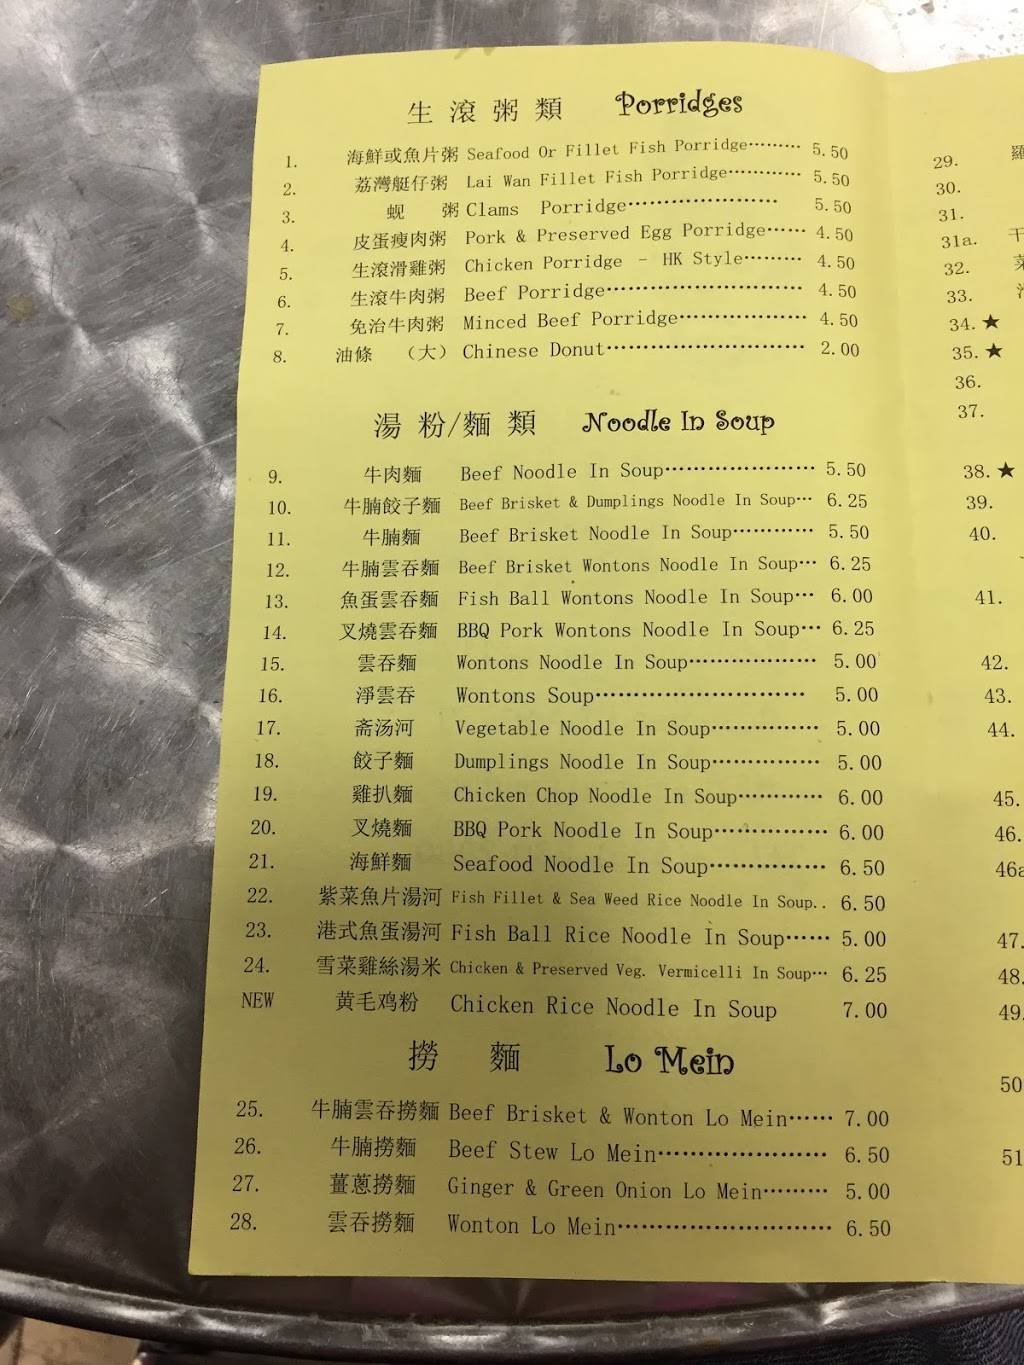 生滾粥類 Porridges
1. 海鮮或魚片粥 Seafood Or Fillet Fish Porridge……… 5.50
2. 荔灣艇仔粥 Lai Wan Fillet Fish Porridge………… 5.50
3. 蚬 粥 Clams Porridge………………… 5.50
4. 皮蛋瘦肉粥 Pork & Preserved Egg Porridge…… 4.50
5. 生滾滑雞粥 Chicken Porridge - HK Style……… 4.50
6. 生滾牛肉粥 Beef Porridge……………………… 4.50
7. 免治牛肉粥 Minced Beef Porridge……………… 4.50
8. 油條 （大） Chinese Donut……………………… 2.00
湯粉/麵類 Noodle In Soup
9. 牛肉麵 Beef Noodle In Soup………………… 5.50
10. 牛腩餃子麵 Beef Brisket & Dumplings Noodle In Soup… 6.25
11. 牛腩麵 Beef Brisket Noodle In Soup………… 5.50
12. 牛腩雲吞麵 Beef Brisket Wontons Noodle In Soup… 6.25
13. 魚蛋雲吞麵 Fish Ball Wontons Noodle In Soup… 6.00
14. 叉燒雲吞麵 BBQ Pork Wontons Noodle In Soup… 6.25
15. 雲吞麵 Wontons Noodle In Soup……………… 5.00
16. 淨雲吞 Wontons Soup………………………… 5.00
17. 斋汤河 Vegetable Noodle In Soup…………… 5.00
18. 餃子麵 Dumplings Noodle In Soup…………… 5.00
19. 雞扒麵 Chicken Chop Noodle In Soup………… 6.00
20. 叉燒麵 BBQ Pork Noodle In Soup…………… 6.00
21. 海鮮麵 Seafood Noodle In Soup…………… 6.50
22. 紫菜魚片湯河 Fish Fillet & Sea Weed Rice Noodle In Soup.. 6.50
23. 港式魚蛋湯河 Fish Ball Rice Noodle In Soup…… 5.00
24. 雪菜雞絲湯米 Chicken & Preserved Veg. Vermicelli In Soup… 6.25
NEW 黄毛鸡粉 Chicken Rice Noodle In Soup 7.00
撈麵 Lo Mein
25. 牛腩雲吞撈麵 Beef Brisket & Wonton Lo Mein…… 7.00
26. 牛腩撈麵 Beef Stew Lo Mein………………… 6.50
27. 薑蔥撈麵 Ginger & Green Onion Lo Mein……… 5.00
28. 雲吞撈麵 Wonton Lo Mein……………………… 6.50
29.
30.
31.
31a. 干
32. 菜
33.
34. ★
35. ★
36.
37.
38. ★
39.
40.
41.
42.
43.
44.
45.
46.
46a
47.
48.
49.
50
51